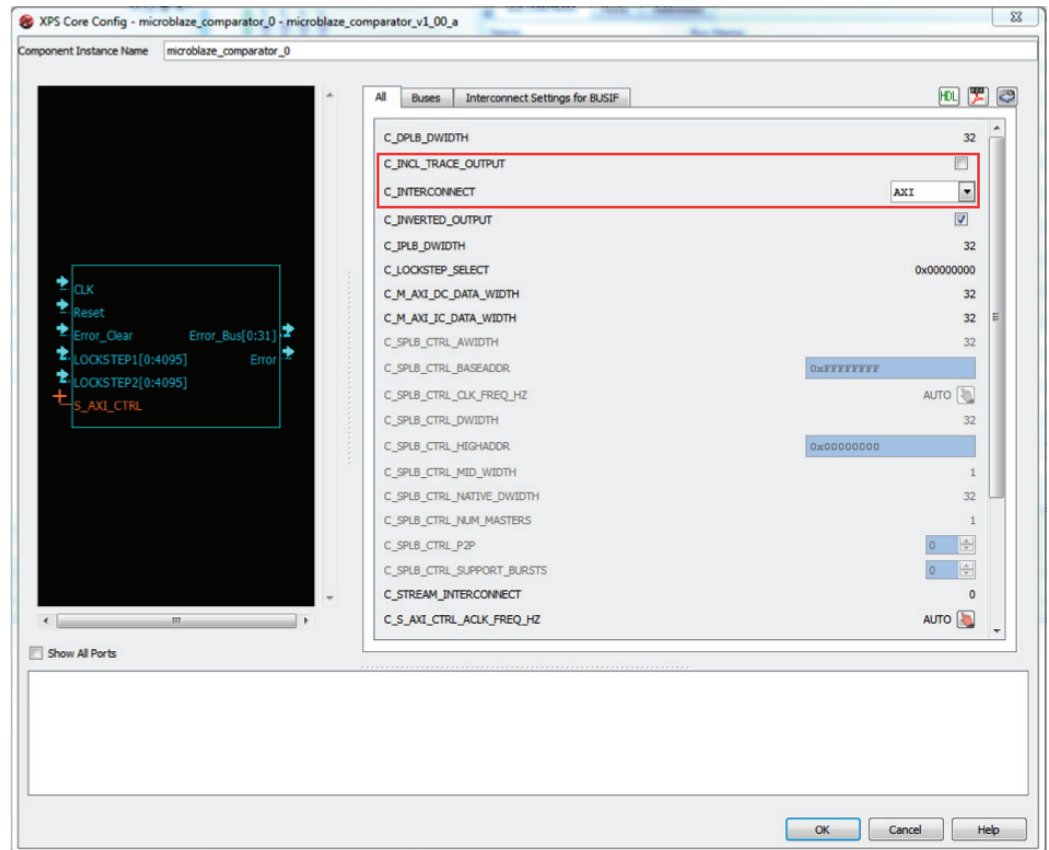 XPS Core Config - microblaze_comparator_0 - microblaze_comparator_v1_00_a
Component Instance Name microblaze_comparator_0
All Buses Interconnect Settings for BUSIF HDL
C_DPLB_DWIDTH 32
C_INCL_TRACE_OUTPUT
C_INTERCONNECT AXI
C_INVERTED_OUTPUT
C_IPLB_DWIDTH 32
C_LOCKSTEP_SELECT 0x00000000
C_M_AXI_DC_DATA_WIDTH 32
C_M_AXI_IC_DATA_WIDTH 32
C_SPLB_CTRL_AWIDTH 32
C_SPLB_CTRL_BASEADDR 0xFFFFFFFF
C_SPLB_CTRL_CLK_FREQ_HZ AUTO
C_SPLB_CTRL_DWIDTH 32
C_SPLB_CTRL_HIGHADDR 0x00000000
C_SPLB_CTRL_MID_WIDTH 1
C_SPLB_CTRL_NATIVE_DWIDTH 32
C_SPLB_CTRL_NUM_MASTERS 1
C_SPLB_CTRL_P2P 0
C_SPLB_CTRL_SUPPORT_BURSTS 0
C_STREAM_INTERCONNECT 0
C_S_AXI_CTRL_ACLK_FREQ_HZ AUTO
CLK
Reset
Error_Clear Error_Bus[0:31]
LOCKSTEP1[0:4095] Error
LOCKSTEP2[0:4095]
S_AXI_CTRL
Show All Ports
OK Cancel Help